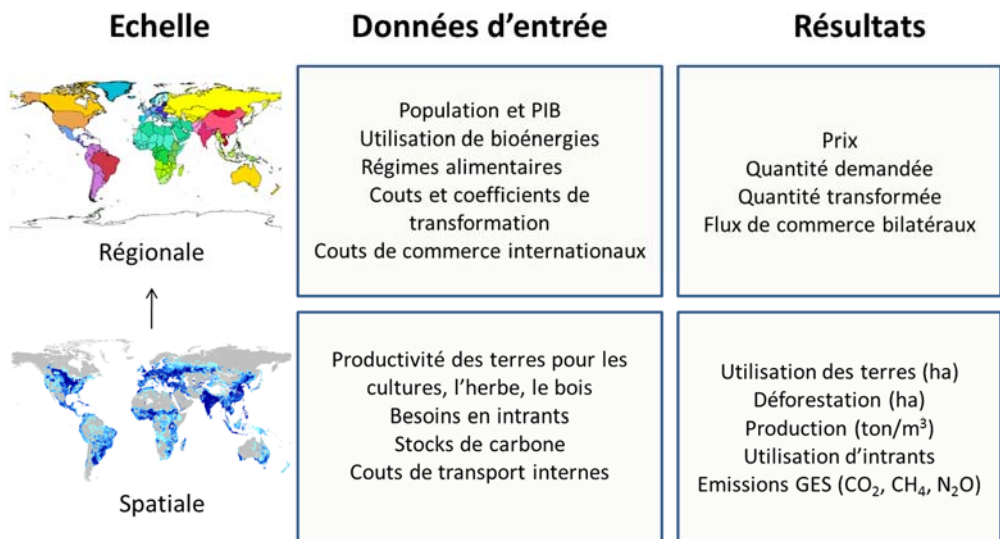 Echelle
Données d'entrée
Résultats
Régionale
Population et PIB
Utilisation de bioénergies
Régimes alimentaires
Couts et coefficients de
transformation
Couts de commerce internationaux
Prix
Quantité demandée
Quantité transformée
Flux de commerce bilatéraux
Spatiale
Productivité des terres pour les
cultures, l'herbe, le bois
Besoins en intrants
Stocks de carbone
Couts de transport internes
Utilisation des terres (ha)
Déforestation (ha)
Production (ton/m³)
Utilisation d'intrants
Emissions GES (CO₂, CH₄, N₂O)